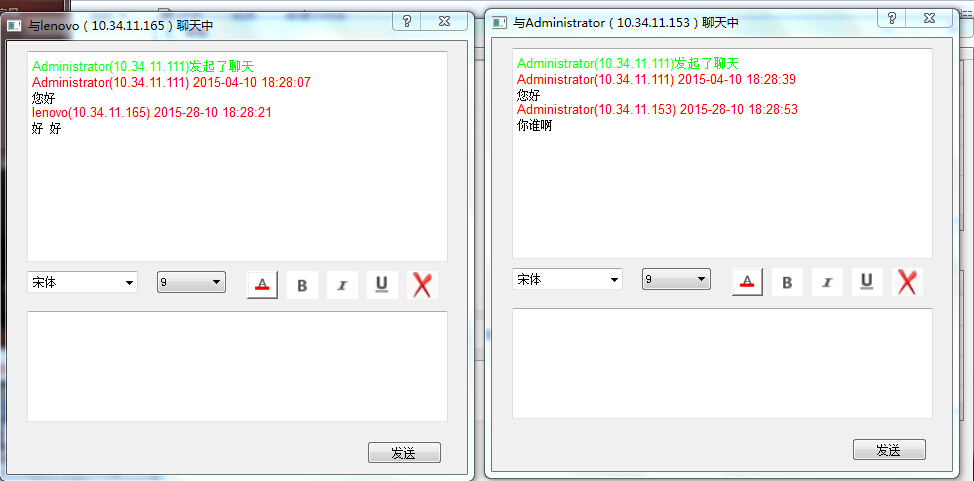 与lenovo（10.34.11.165）聊天中
Administrator(10.34.11.111)发起了聊天
Administrator(10.34.11.111) 2015-04-10 18:28:07
您好
lenovo(10.34.11.165) 2015-28-10 18:28:21
好 好
宋体
9
A
B
I
U
发送
与Administrator（10.34.11.153）聊天中
Administrator(10.34.11.111)发起了聊天
Administrator(10.34.11.111) 2015-04-10 18:28:39
您好
Administrator(10.34.11.153) 2015-28-10 18:28:53
你谁啊
宋体
9
A
B
I
U
发送